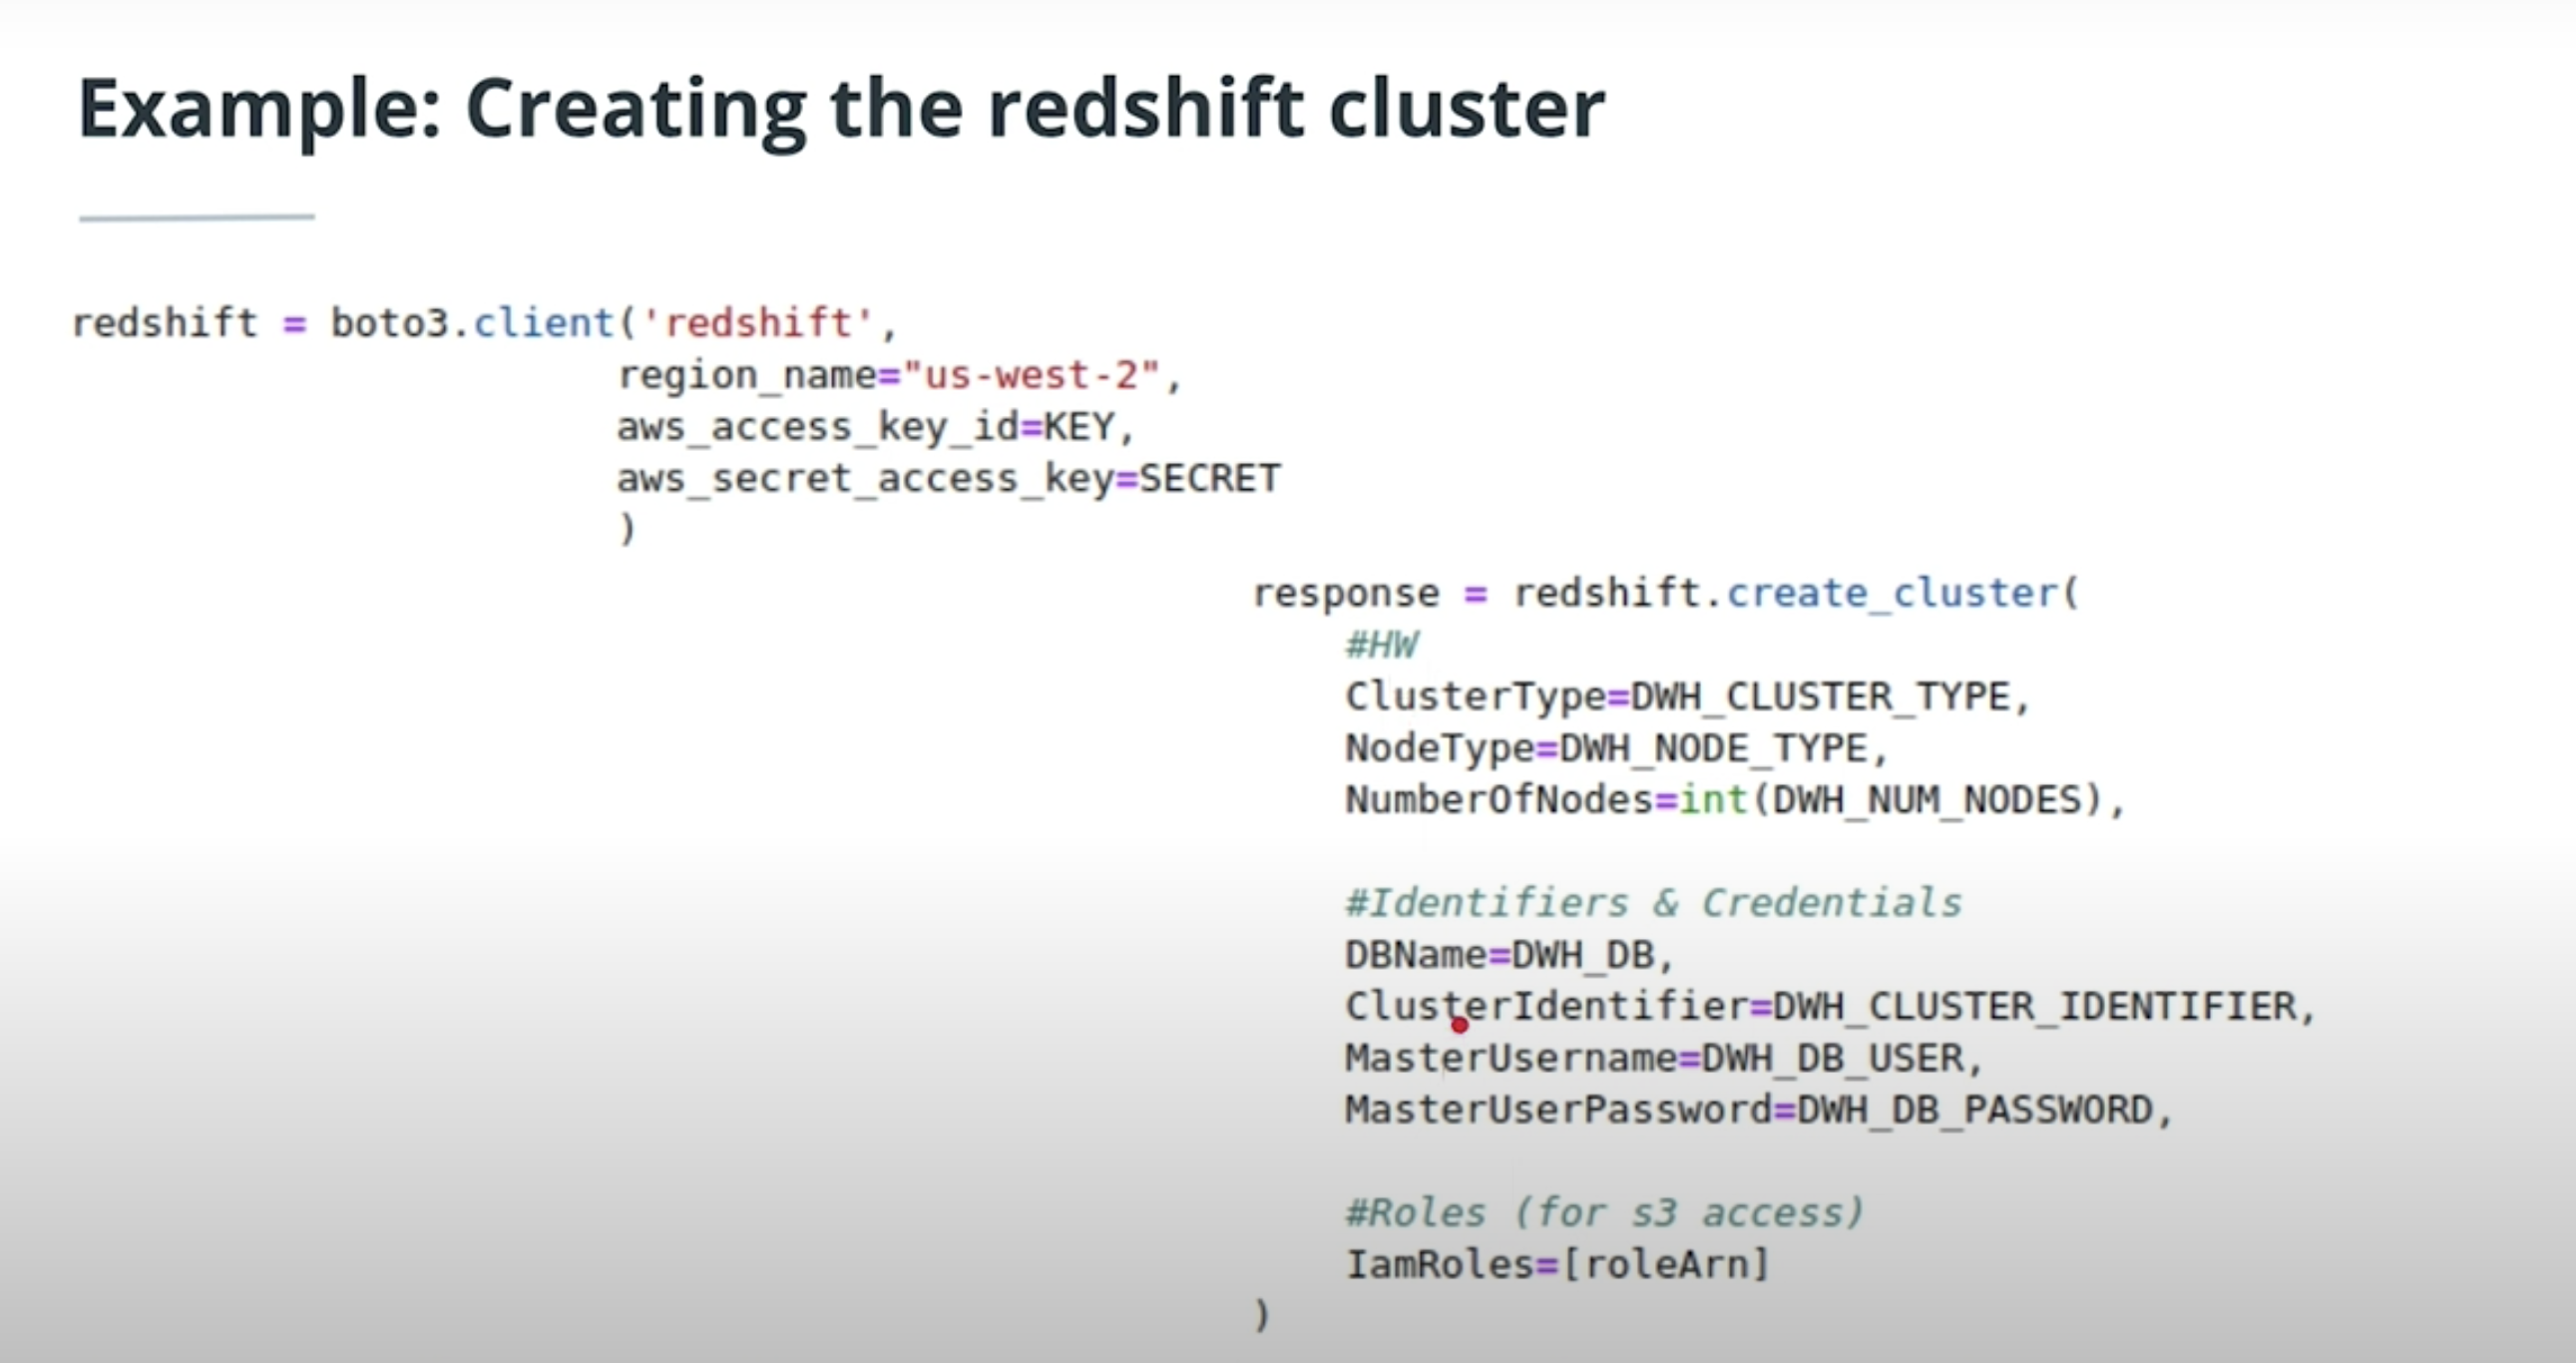 Example: Creating the redshift cluster
redshift = boto3.client('redshift',
region_name="us-west-2",
aws_access_key_id=KEY,
aws_secret_access_key=SECRET
)
response = redshift.create_cluster(
#HW
ClusterType=DWH_CLUSTER_TYPE,
NodeType=DWH_NODE_TYPE,
NumberOfNodes=int(DWH_NUM_NODES),
#Identifiers & Credentials
DBName=DWH_DB,
ClusterIdentifier=DWH_CLUSTER_IDENTIFIER,
MasterUsername=DWH_DB_USER,
MasterUserPassword=DWH_DB_PASSWORD,
#Roles (for s3 access)
IamRoles=[roleArn]
)